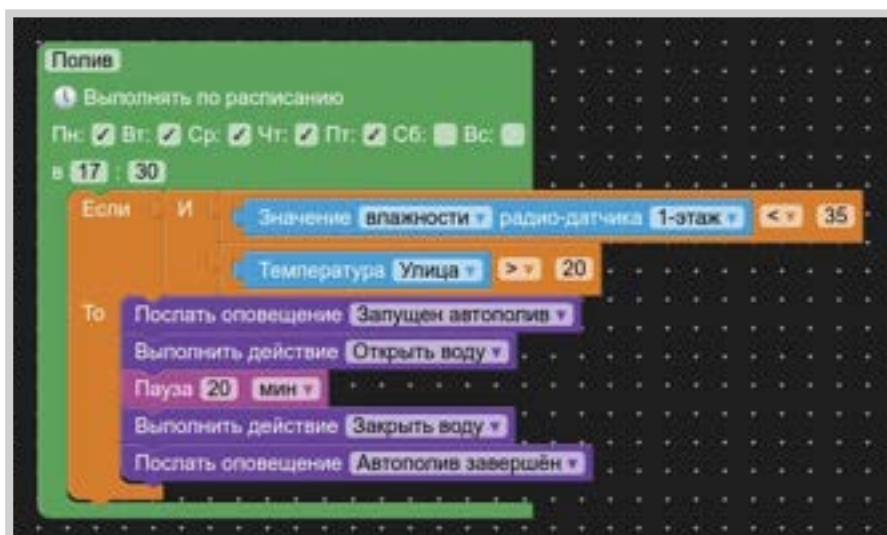 Полив
Выполнять по расписанию
Пн: Вт: Ср: Чт: Пт: Сб: Вс:
в 17 : 30
Если И Значение влажности радио-датчика 1-этаж < 35
Температура Улица > 20
То Послать оповещение Запущен автополив
Выполнить действие Открыть воду
Пауза 20 мин
Выполнить действие Закрыть воду
Послать оповещение Автополив завершён